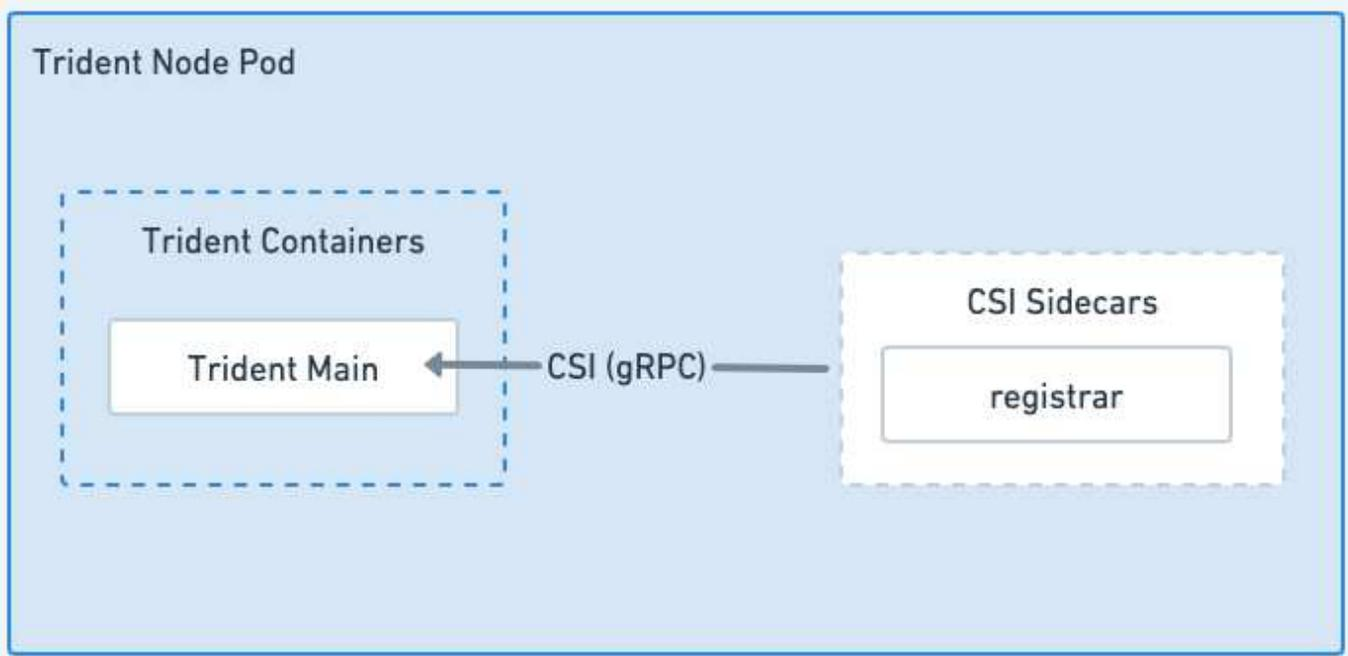 Trident Node Pod
Trident Containers
Trident Main
CSI (gRPC)
CSI Sidecars
registrar